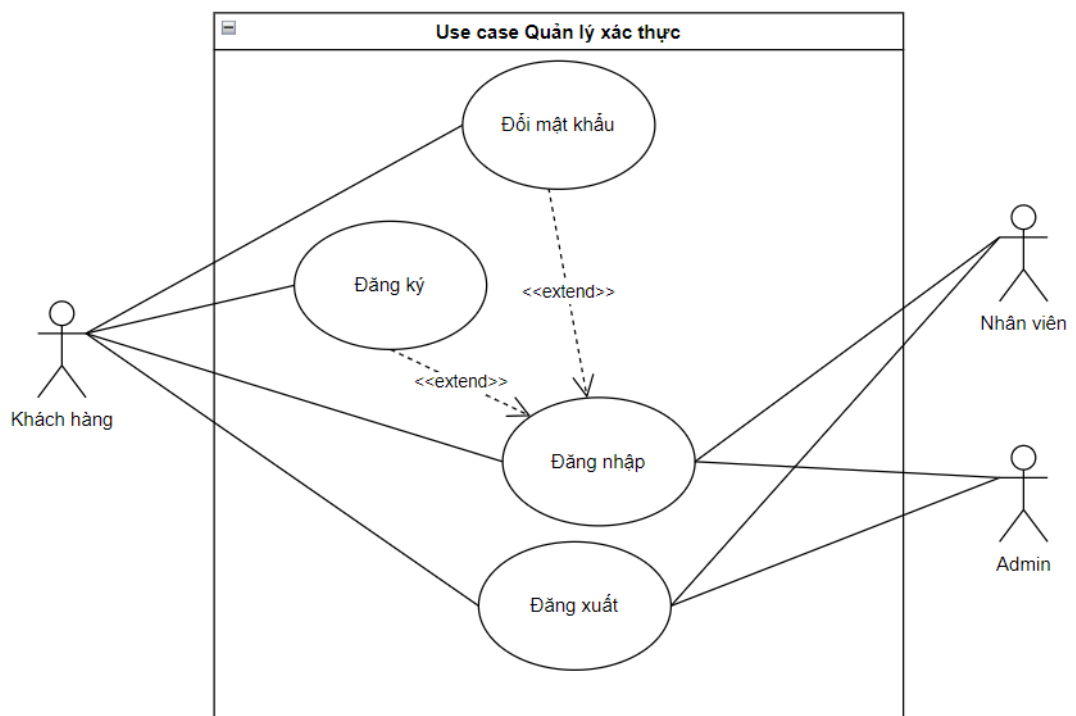 Use case Quản lý xác thực
Đổi mật khẩu
Đăng ký
<<extend>>
Nhân viên
<<extend>>
Khách hàng
Đăng nhập
Admin
Đăng xuất